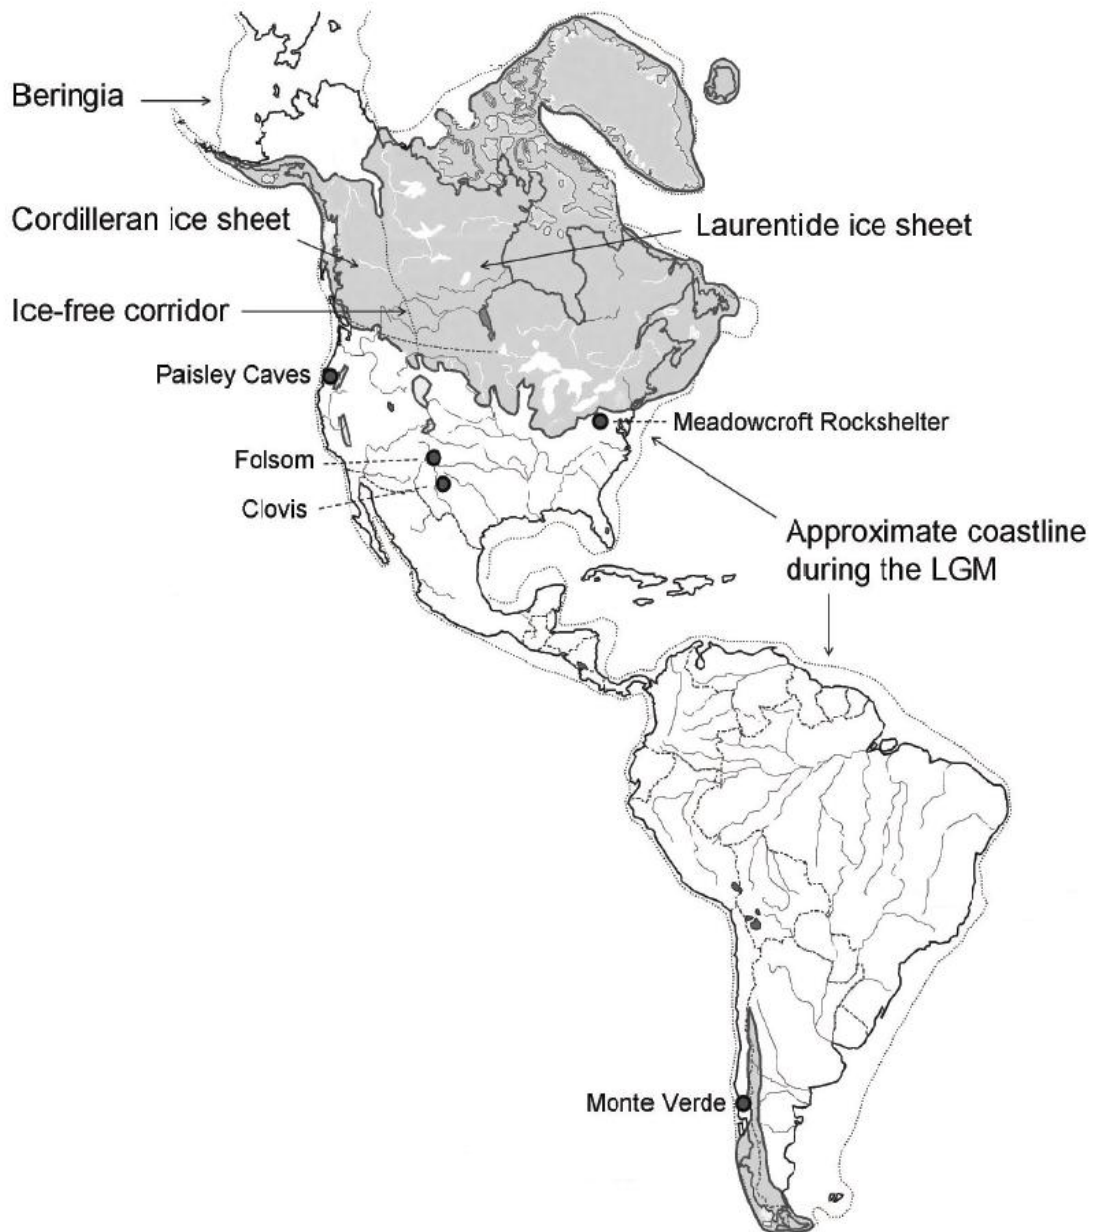 Beringia
Cordilleran ice sheet
Laurentide ice sheet
Ice-free corridor
Paisley Caves
Meadowcroft Rockshelter
Folsom
Clovis
Approximate coastline
during the LGM
Monte Verde